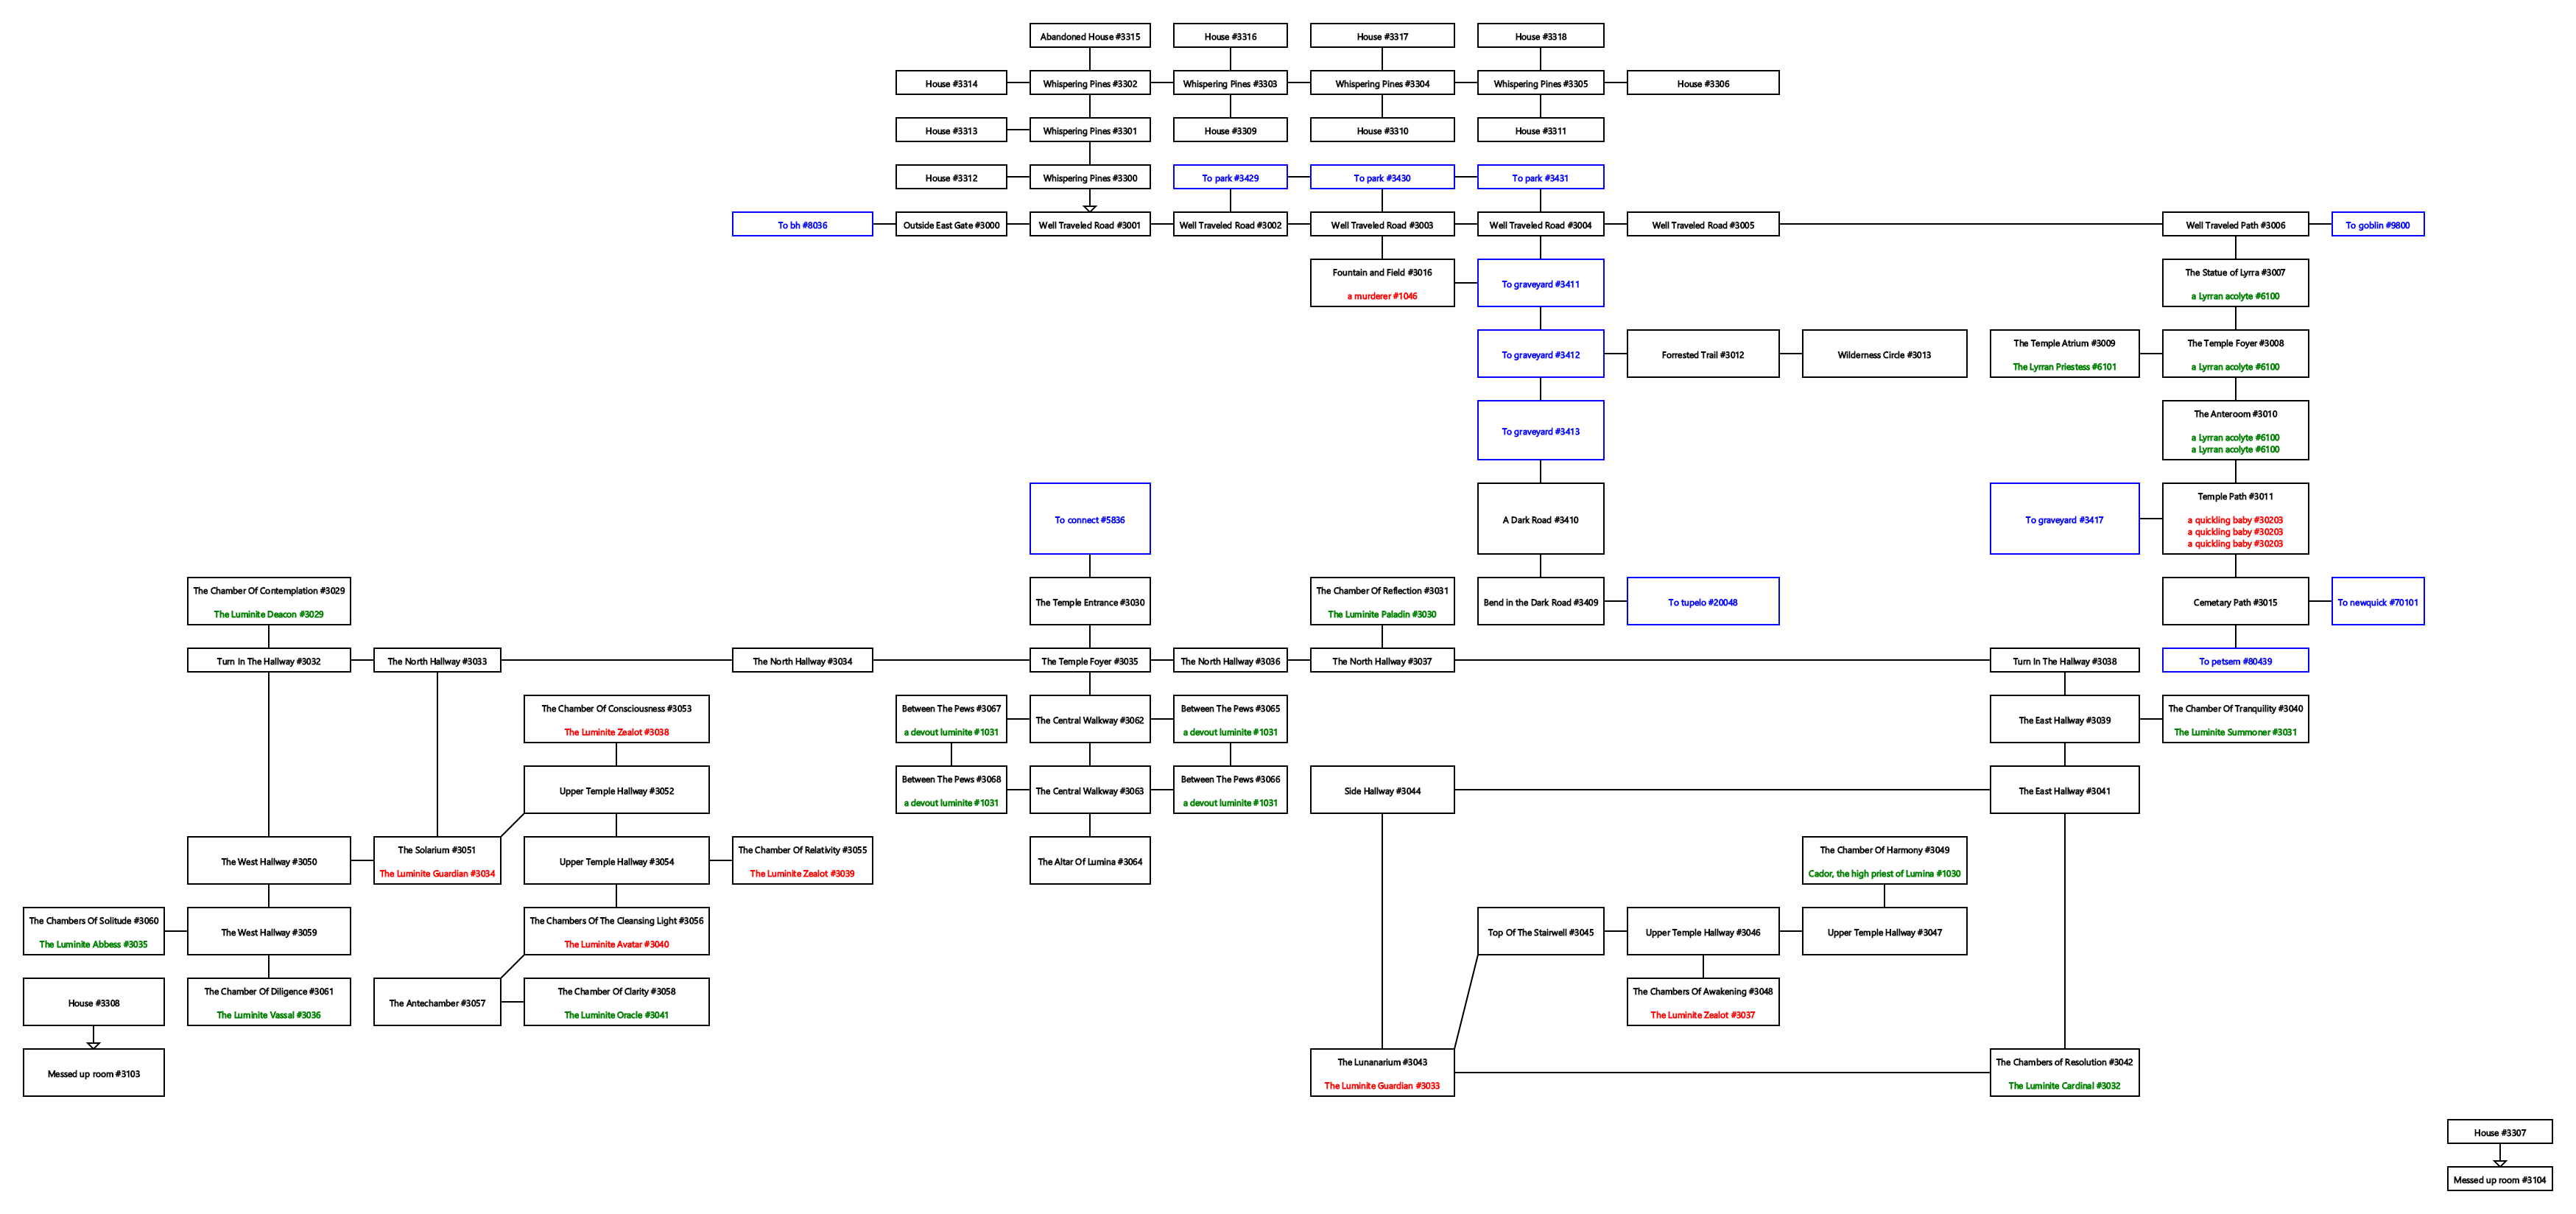 Abandoned House #3315
House #3316
House #3317
House #3318
House #3314
Whispering Pines #3302
Whispering Pines #3303
Whispering Pines #3304
Whispering Pines #3305
House #3306
House #3313
Whispering Pines #3301
House #3309
House #3310
House #3311
House #3312
Whispering Pines #3300
To park #3429
To park #3430
To park #3431
To bh #8036
Outside East Gate #3000
Well Traveled Road #3001
Well Traveled Road #3002
Well Traveled Road #3003
Well Traveled Road #3004
Well Traveled Road #3005
Well Traveled Path #3006
To goblin #9800
Fountain and Field #3016
a murderer #1046
To graveyard #3411
The Statue of Lyrra #3007
a Lyrran acolyte #6100
To graveyard #3412
Forrested Trail #3012
Wilderness Circle #3013
The Temple Atrium #3009
The Lyrran Priestess #6101
The Temple Foyer #3008
a Lyrran acolyte #6100
To graveyard #3413
The Anteroom #3010
a Lyrran acolyte #6100
a Lyrran acolyte #6100
To connect #5836
A Dark Road #3410
To graveyard #3417
Temple Path #3011
a quickling baby #30203
a quickling baby #30203
a quickling baby #30203
The Chamber Of Contemplation #3029
The Luminite Deacon #3029
The Temple Entrance #3030
The Chamber Of Reflection #3031
The Luminite Paladin #3030
Bend in the Dark Road #3409
To tupelo #20048
Cemetary Path #3015
To newquick #70101
Turn In The Hallway #3032
The North Hallway #3033
The North Hallway #3034
The Temple Foyer #3035
The North Hallway #3036
The North Hallway #3037
Turn In The Hallway #3038
To petsem #80439
The Chamber Of Consciousness #3053
The Luminite Zealot #3038
Between The Pews #3067
a devout luminite #1031
The Central Walkway #3062
Between The Pews #3065
a devout luminite #1031
The East Hallway #3039
The Chamber Of Tranquility #3040
The Luminite Summoner #3031
Upper Temple Hallway #3052
Between The Pews #3068
a devout luminite #1031
The Central Walkway #3063
Between The Pews #3066
a devout luminite #1031
Side Hallway #3044
The East Hallway #3041
The West Hallway #3050
The Solarium #3051
The Luminite Guardian #3034
Upper Temple Hallway #3054
The Chamber Of Relativity #3055
The Luminite Zealot #3039
The Altar Of Lumina #3064
The Chamber Of Harmony #3049
Cador, the high priest of Lumina #1030
The Chambers Of Solitude #3060
The Luminite Abbess #3035
The West Hallway #3059
The Chambers Of The Cleansing Light #3056
The Luminite Avatar #3040
Top Of The Stairwell #3045
Upper Temple Hallway #3046
Upper Temple Hallway #3047
House #3308
The Chamber Of Diligence #3061
The Luminite Vassal #3036
The Antechamber #3057
The Chamber Of Clarity #3058
The Luminite Oracle #3041
The Chambers Of Awakening #3048
The Luminite Zealot #3037
Messed up room #3103
The Lunanarium #3043
The Luminite Guardian #3033
The Chambers of Resolution #3042
The Luminite Cardinal #3032
House #3307
Messed up room #3104